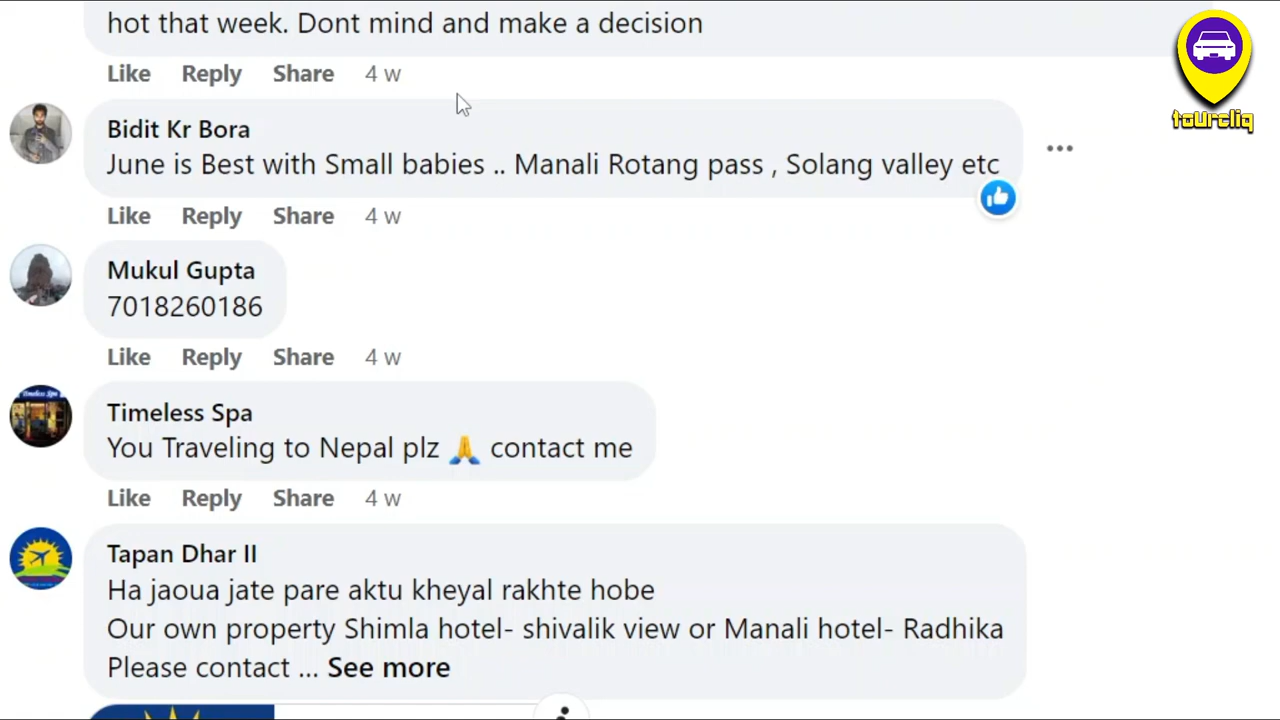 hot that week. Dont mind and make a decision
Like Reply Share 4 w
tourcliq
Bidit Kr Bora
June is Best with Small babies .. Manali Rotang pass , Solang valley etc
Like Reply Share 4 w
Mukul Gupta
7018260186
Like Reply Share 4 w
Timeless Spa
Timeless Spa
You Traveling to Nepal plz 🙏 contact me
Like Reply Share 4 w
Tapan Dhar II
Ha jaoua jate pare aktu kheyal rakhte hobe
Our own property Shimla hotel- shivalik view or Manali hotel- Radhika
Please contact ... See more